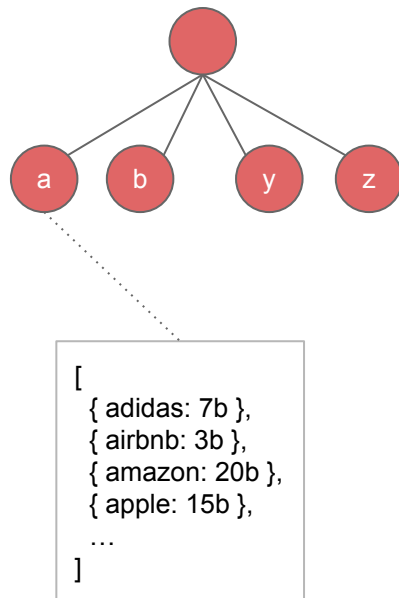 a b y z
[
{ adidas: 7b },
{ airbnb: 3b },
{ amazon: 20b },
{ apple: 15b },
…
]